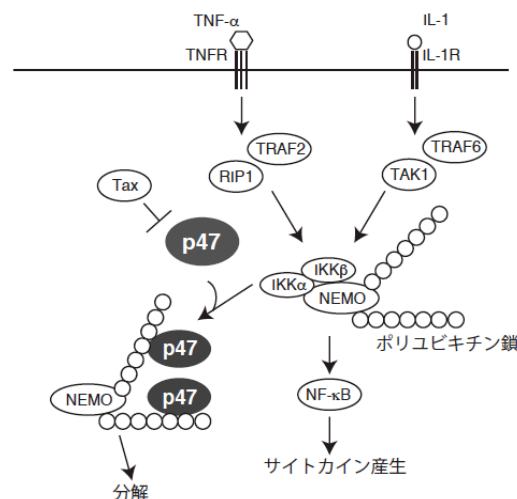 TNF-α
IL-1
TNFR
IL-1R
TRAF2
TRAF6
RIP1
TAK1
Tax
p47
IKKβ
IKKα
NEMO
ポリユビキチン鎖
p47
p47
NEMO
NF-κB
サイトカイン産生
分解